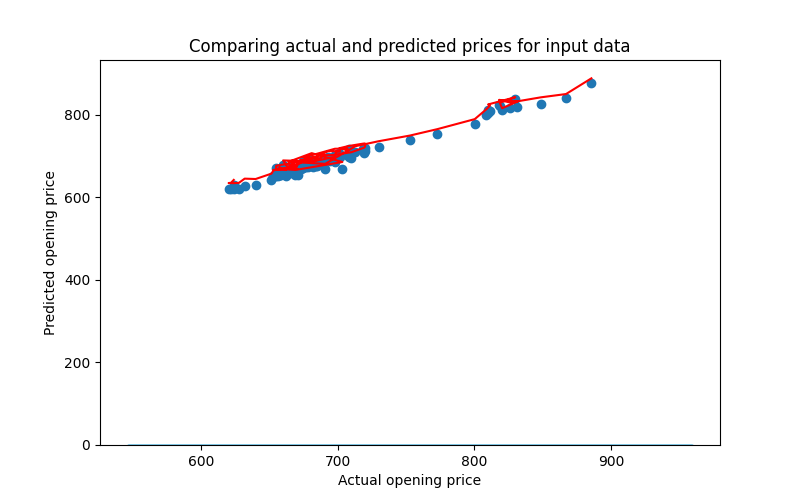 Comparing actual and predicted prices for input data
Predicted opening price
800
600
400
200
0
600 700 800 900
Actual opening price